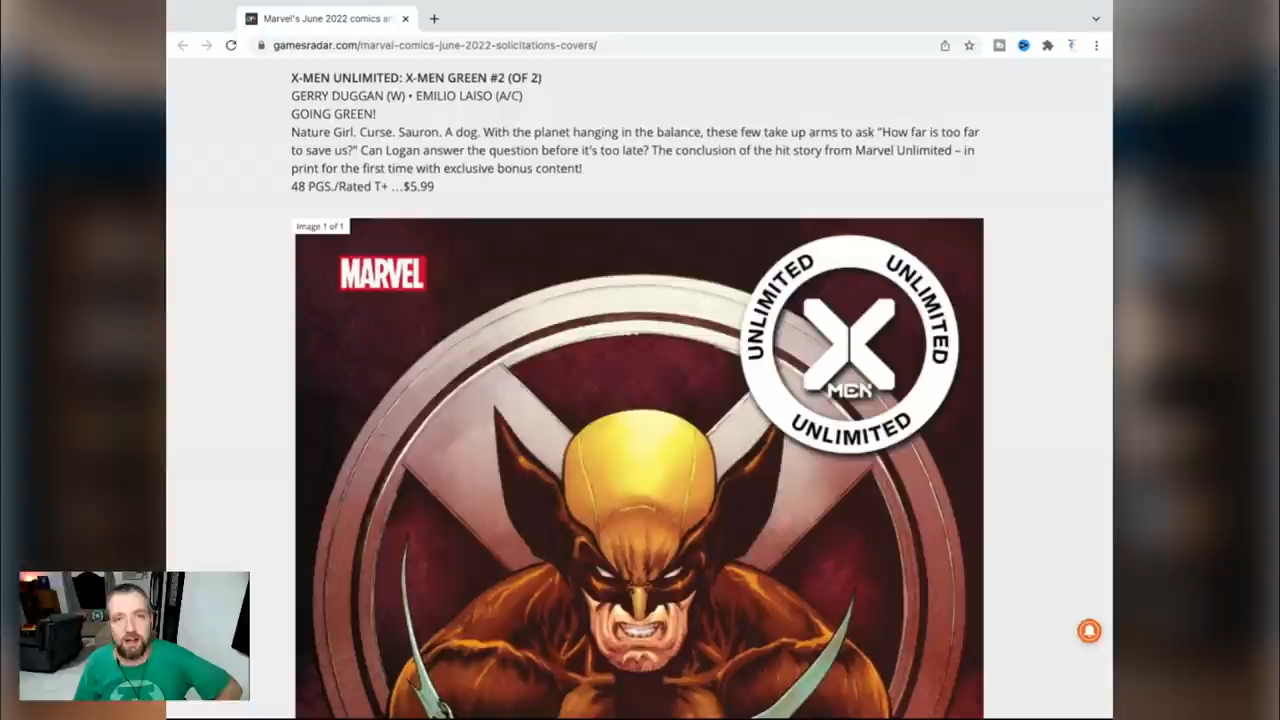 Marvel's June 2022 comics an
gamesradar.com/marvel-comics-june-2022-solicitations-covers/
X-MEN UNLIMITED: X-MEN GREEN #2 (OF 2)
GERRY DUGGAN (W) • EMILIO LAISO (A/C)
GOING GREEN!
Nature Girl. Curse. Sauron. A dog. With the planet hanging in the balance, these few take up arms to ask "How far is too far
to save us?" Can Logan answer the question before it's too late? The conclusion of the hit story from Marvel Unlimited – in
print for the first time with exclusive bonus content!
48 PGS./Rated T+ …$5.99
Image 1 of 1
MARVEL
UNLIMITED
UNLIMITED
X
MEN
UNLIMITED